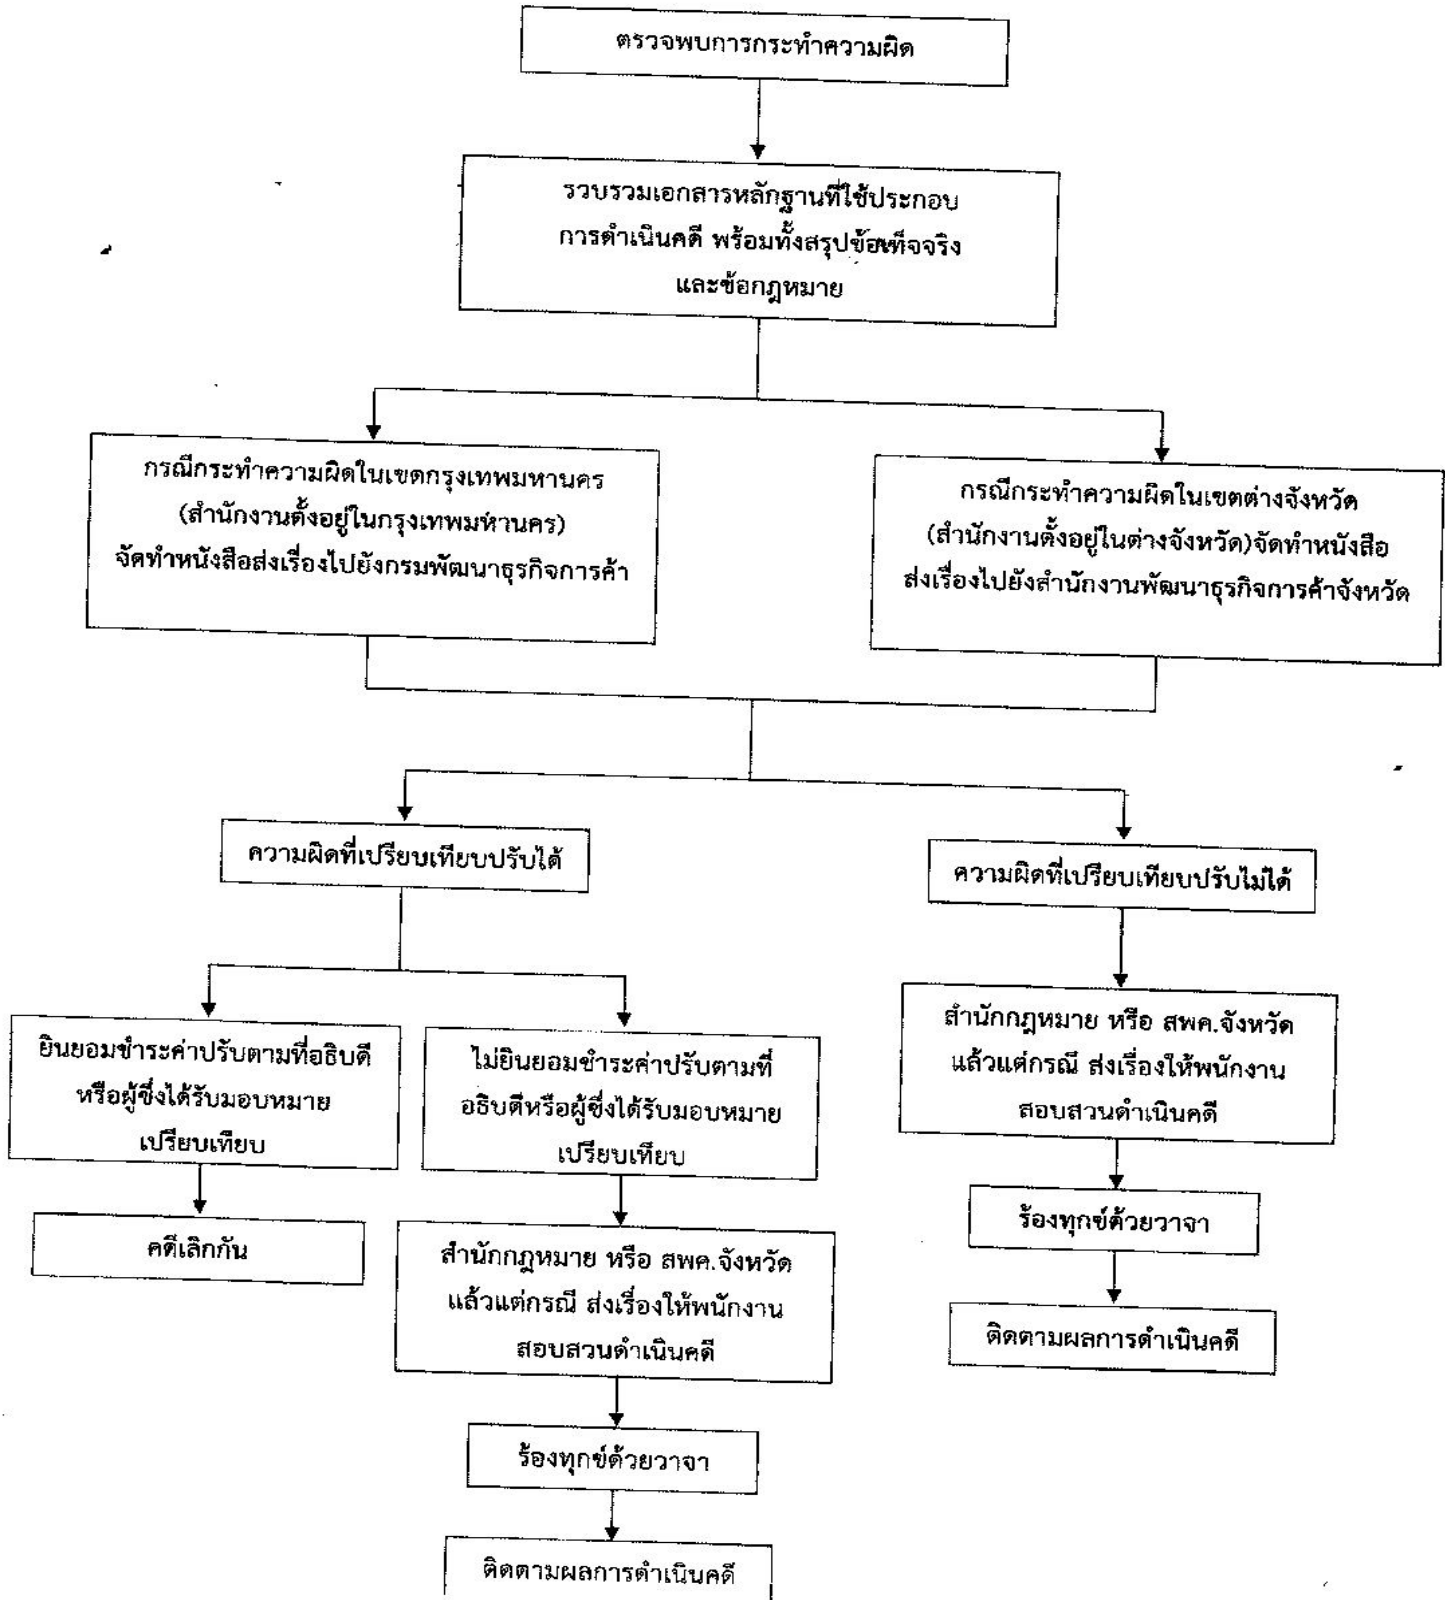 ตรวจพบการกระทำความผิด
รวบรวมเอกสารหลักฐานที่ใช้ประกอบ
การดำเนินคดี พร้อมทั้งสรุปข้อเท็จจริง
และข้อกฎหมาย
กรณีกระทำความผิดในเขตกรุงเทพมหานคร
(สำนักงานตั้งอยู่ในกรุงเทพมหานคร)
จัดทำหนังสือส่งเรื่องไปยังกรมพัฒนาธุรกิจการค้า
กรณีกระทำความผิดในเขตต่างจังหวัด
(สำนักงานตั้งอยู่ในต่างจังหวัด)จัดทำหนังสือ
ส่งเรื่องไปยังสำนักงานพัฒนาธุรกิจการค้าจังหวัด
ความผิดที่เปรียบเทียบปรับได้
ความผิดที่เปรียบเทียบปรับไม่ได้
ยินยอมชำระค่าปรับตามที่อธิบดี
หรือผู้ซึ่งได้รับมอบหมาย
เปรียบเทียบ
ไม่ยินยอมชำระค่าปรับตามที่
อธิบดีหรือผู้ซึ่งได้รับมอบหมาย
เปรียบเทียบ
สำนักกฎหมาย หรือ สพค.จังหวัด
แล้วแต่กรณี ส่งเรื่องให้พนักงาน
สอบสวนดำเนินคดี
คดีเลิกกัน
สำนักกฎหมาย หรือ สพค.จังหวัด
แล้วแต่กรณี ส่งเรื่องให้พนักงาน
สอบสวนดำเนินคดี
ร้องทุกข์ด้วยวาจา
ติดตามผลการดำเนินคดี
ร้องทุกข์ด้วยวาจา
ติดตามผลการดำเนินคดี